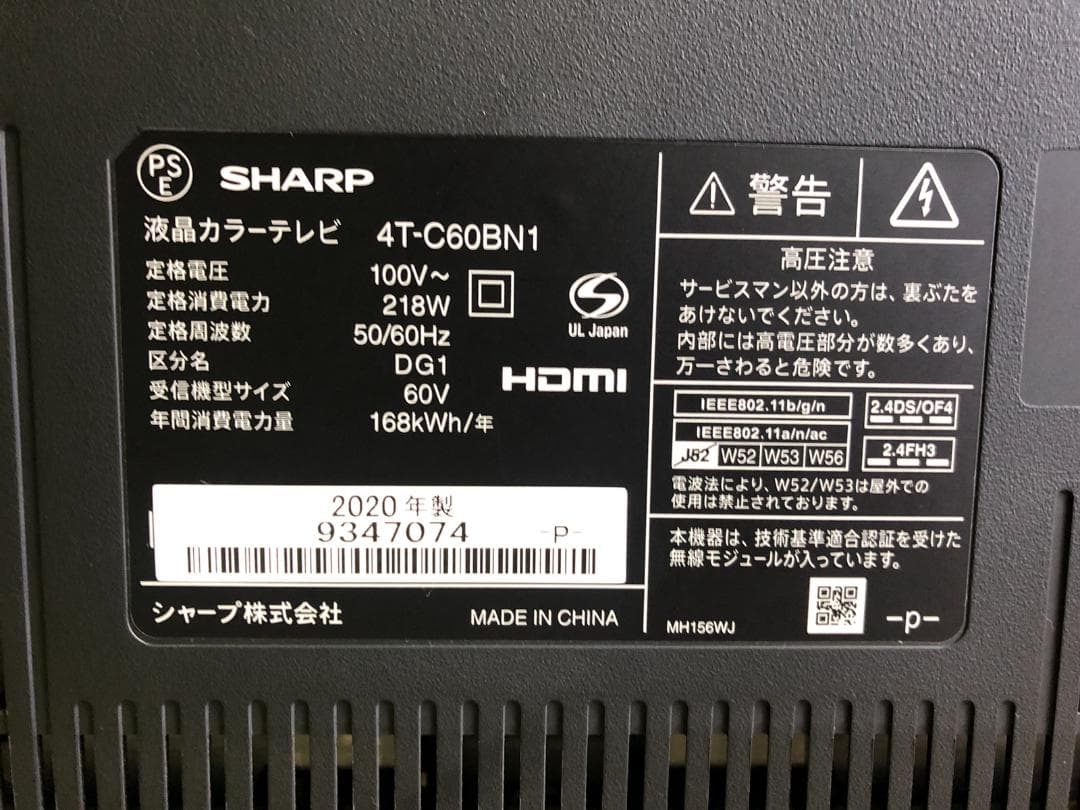 PS
E
SHARP
液晶カラーテレビ 4T-C60BN1
定格電圧 100V～
定格消費電力 218W
定格周波数 50/60Hz
区分名 DG1
受信機型サイズ 60V
年間消費電力量 168kWh/年
UL Japan
HDMI
2020年製
9347074 -P-
シャープ株式会社 MADE IN CHINA
警告
高圧注意
サービスマン以外の方は、裏ぶたを
あけないでください。
内部には高電圧部分が数多くあり、
万一さわると危険です。
IEEE802.11b/g/n
IEEE802.11a/n/ac
J52 W52 W53 W56
2.4DS/OF4
2.4FH3
電波法により、W52/W53は屋外での
使用は禁止されております。
本機器は、技術基準適合認証を受けた
無線モジュールが入っています。
MH156WJ -p-